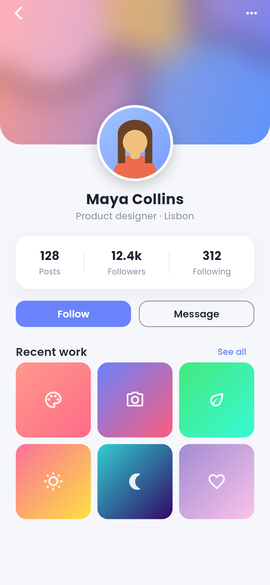 Maya Collins
Product designer · Lisbon
128 12.4k 312
Posts Followers Following
Follow Message
Recent work See all